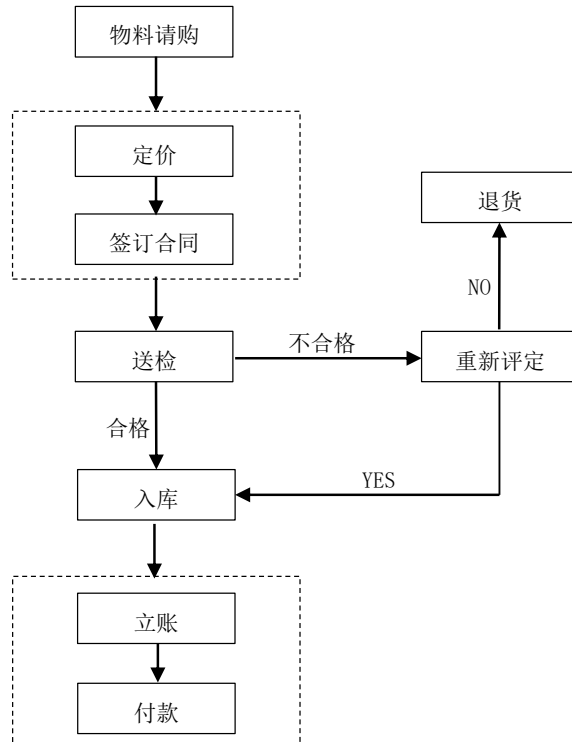 物料请购
定价
签订合同
退货
NO
送检
不合格
重新评定
合格
YES
入库
立账
付款